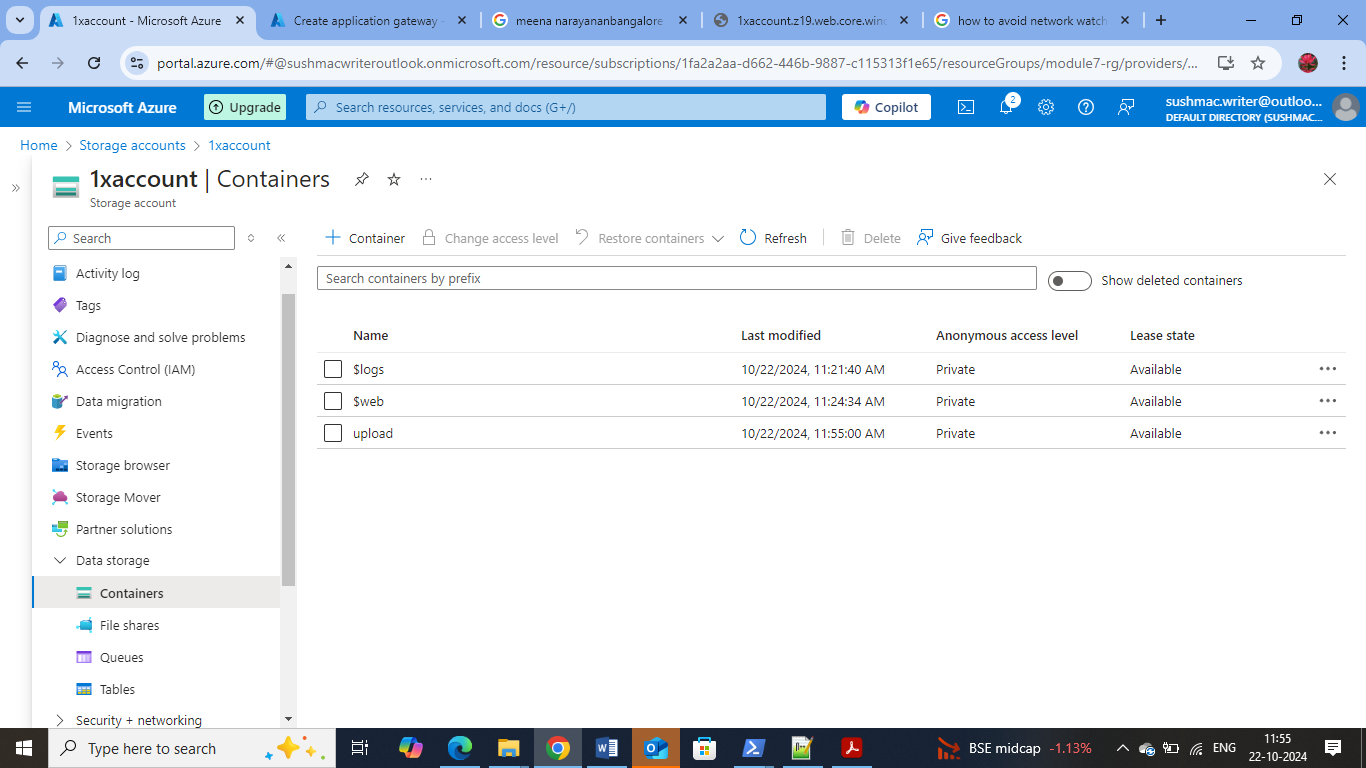 1xaccount - Microsoft Azure
Create application gateway -
meena narayananbangalore
1xaccount.z19.web.core.win
how to avoid network watch
portal.azure.com/#@sushmacwriteroutlook.onmicrosoft.com/resource/subscriptions/1fa2a2aa-d662-446b-9887-c115313f1e65/resourceGroups/module7-rg/providers/...
Microsoft Azure
Upgrade
Search resources, services, and docs (G+/)
Copilot
2
sushmac.writer@outloo...
DEFAULT DIRECTORY (SUSHMAC...
Home > Storage accounts > 1xaccount
1xaccount | Containers
Storage account
Search
Activity log
Tags
Diagnose and solve problems
Access Control (IAM)
Data migration
Events
Storage browser
Storage Mover
Partner solutions
Data storage
Containers
File shares
Queues
Tables
Security + networking
Container
Change access level
Restore containers
Refresh
Delete
Give feedback
Search containers by prefix
Show deleted containers
Name Last modified Anonymous access level Lease state
$logs 10/22/2024, 11:21:40 AM Private Available
$web 10/22/2024, 11:24:34 AM Private Available
upload 10/22/2024, 11:55:00 AM Private Available
Type here to search
BSE midcap -1.13%
ENG
11:55
22-10-2024